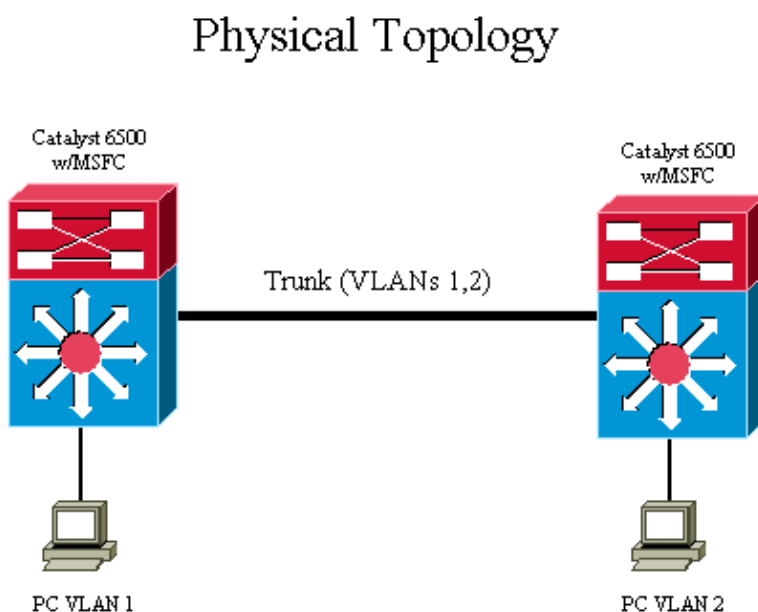 Physical Topology
Catalyst 6500
w/MSFC
Catalyst 6500
w/MSFC
Trunk (VLANs 1,2)
PC VLAN 1
PC VLAN 2